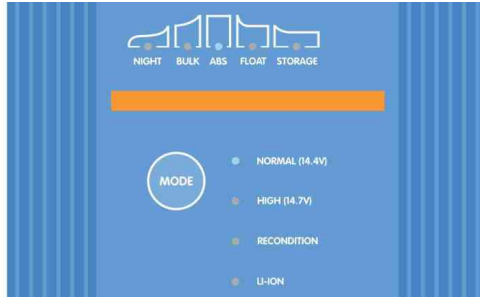 NIGHT BULK ABS FLOAT STORAGE
NORMAL (14.4V)
MODE
HIGH (14.7V)
RECONDITION
LI-ION